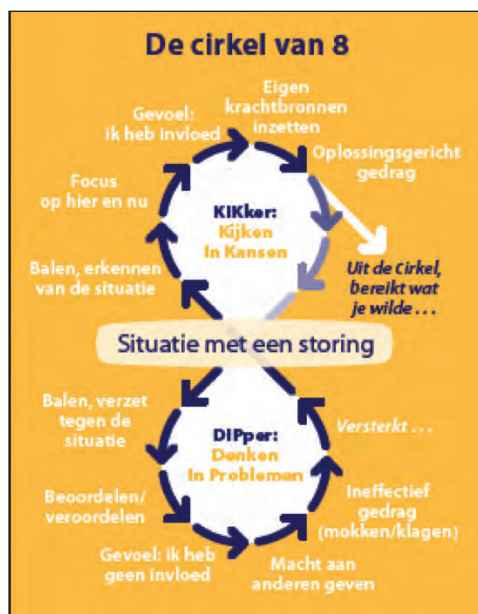 De cirkel van 8
Eigen
krachtbronnen
inzetten
Gevoel:
ik heb invloed
Oplossingsgericht
gedrag
Focus
op hier en nu
KIKker:
Kijken
In Kansen
Balen, erkennen
van de situatie
Uit de Cirkel,
bereikt wat
je wilde . . .
Situatie met een storing
Balen, verzet
tegen de
situatie
DIPper:
Denken
In Problemen
Versterkt . . .
Beoordelen/
veroordelen
Ineffectief
gedrag
(mokken/klagen)
Gevoel: ik heb
geen invloed
Macht aan
anderen geven